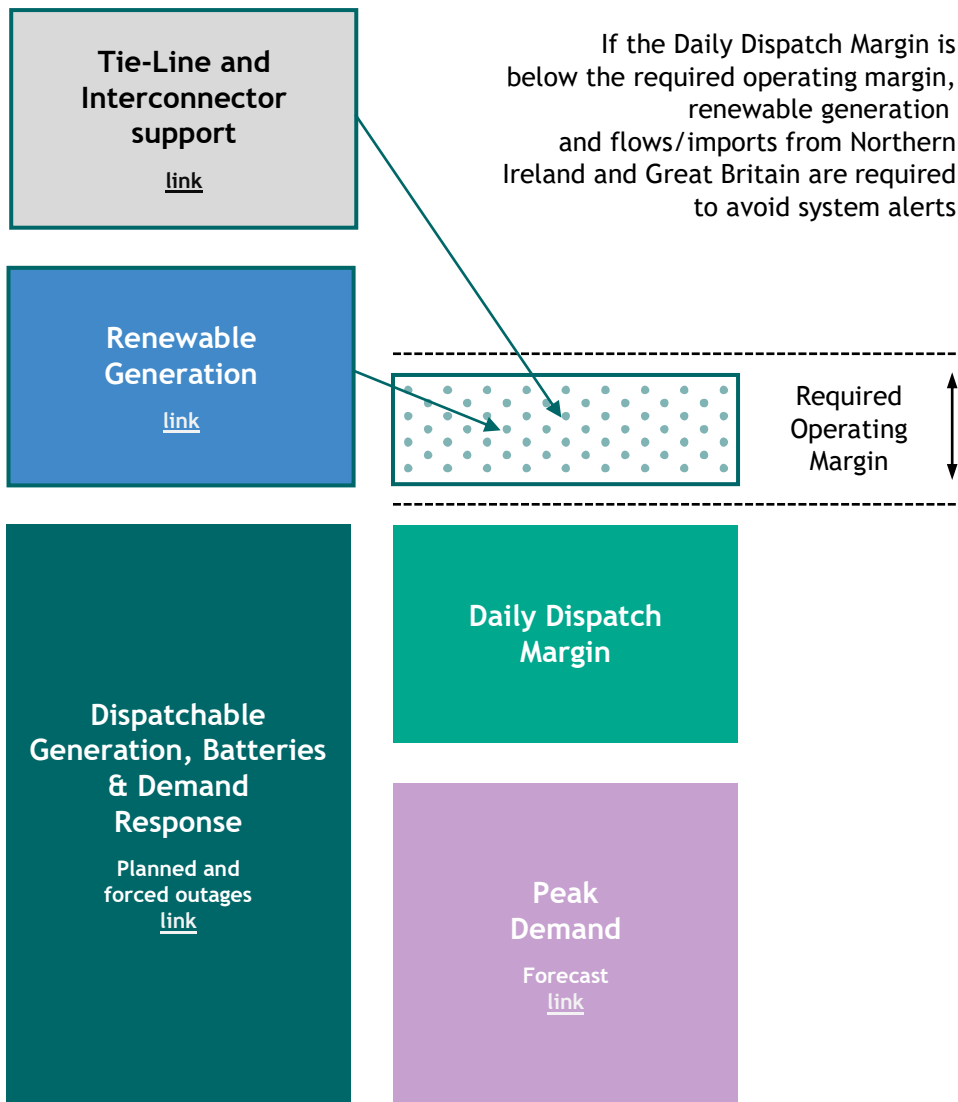 Tie-Line and
Interconnector
support
link
If the Daily Dispatch Margin is
below the required operating margin,
renewable generation
and flows/imports from Northern
Ireland and Great Britain are required
to avoid system alerts
Renewable
Generation
link
Required
Operating
Margin
Dispatchable
Generation, Batteries
& Demand
Response
Planned and
forced outages
link
Daily Dispatch
Margin
Peak
Demand
Forecast
link